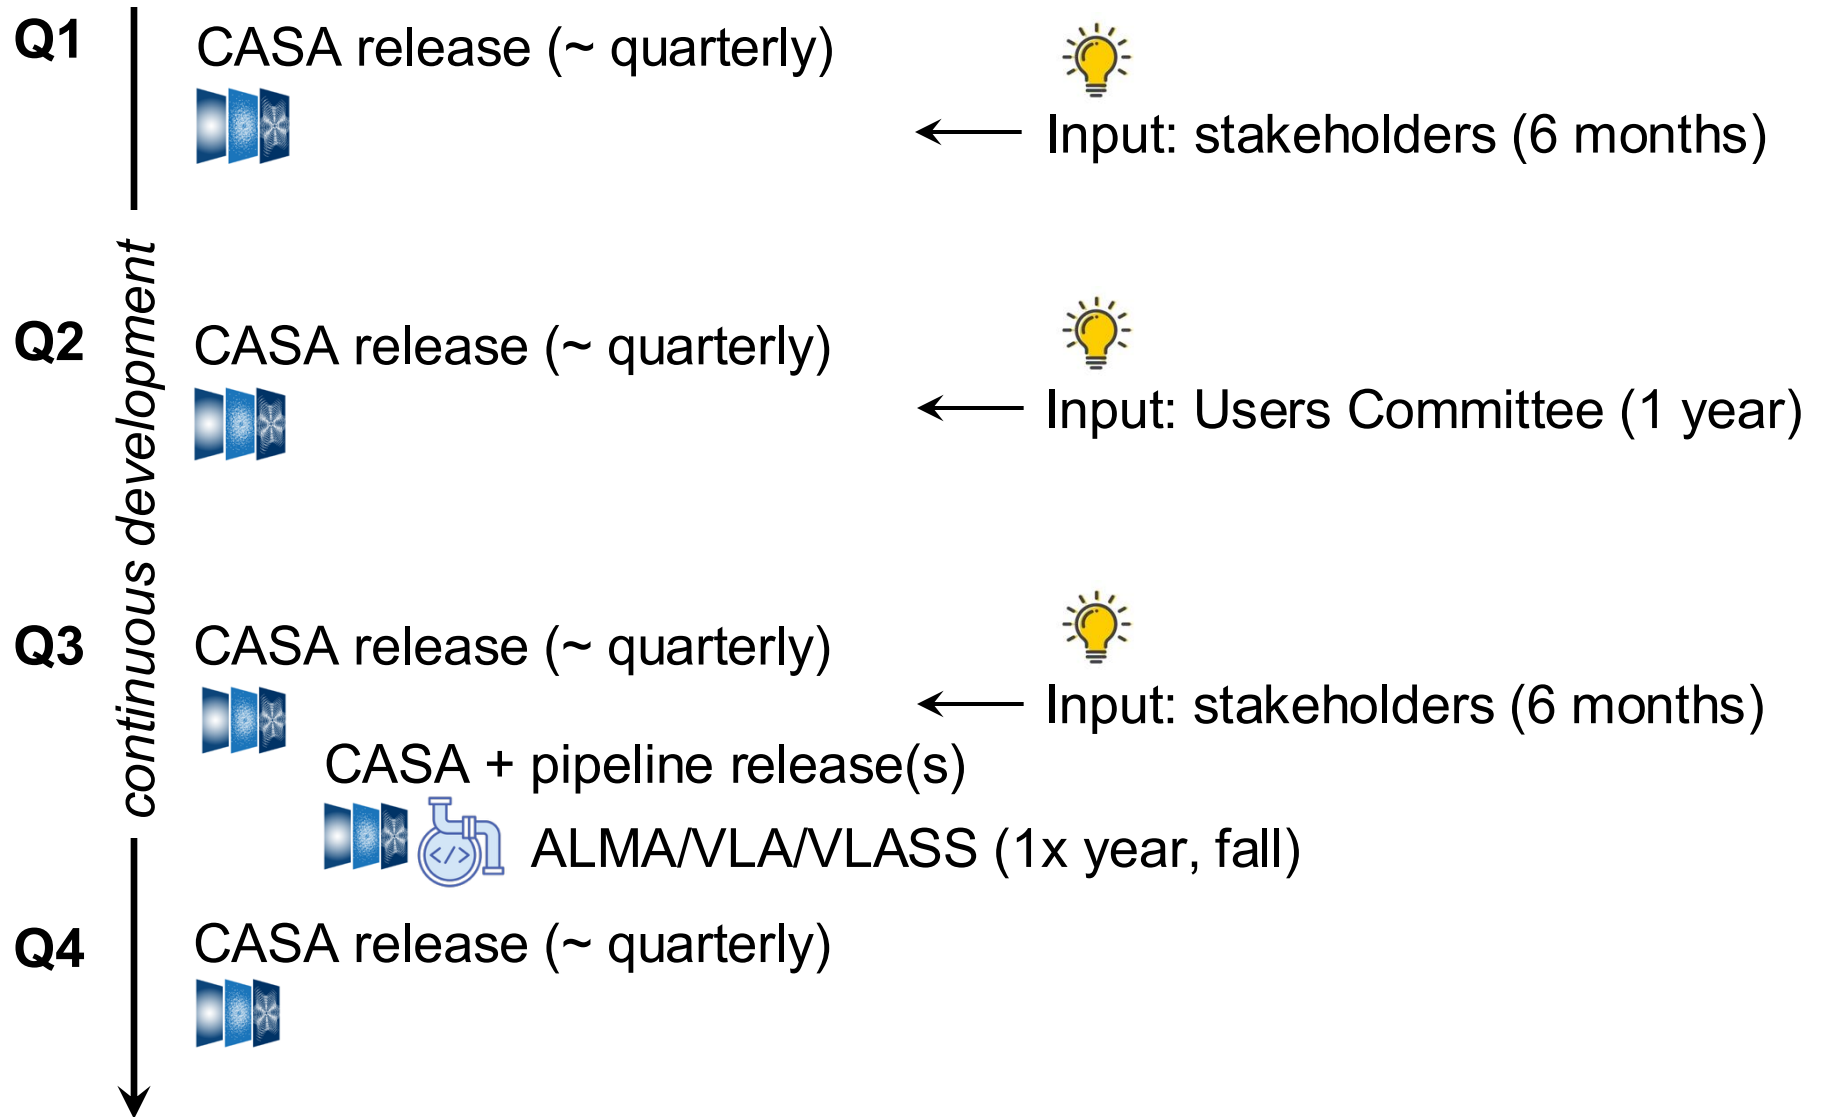 Q1
CASA release (~ quarterly)
Input: stakeholders (6 months)
continuous development
Q2
CASA release (~ quarterly)
Input: Users Committee (1 year)
Q3
CASA release (~ quarterly)
Input: stakeholders (6 months)
CASA + pipeline release(s)
</>
ALMA/VLA/VLASS (1x year, fall)
Q4
CASA release (~ quarterly)